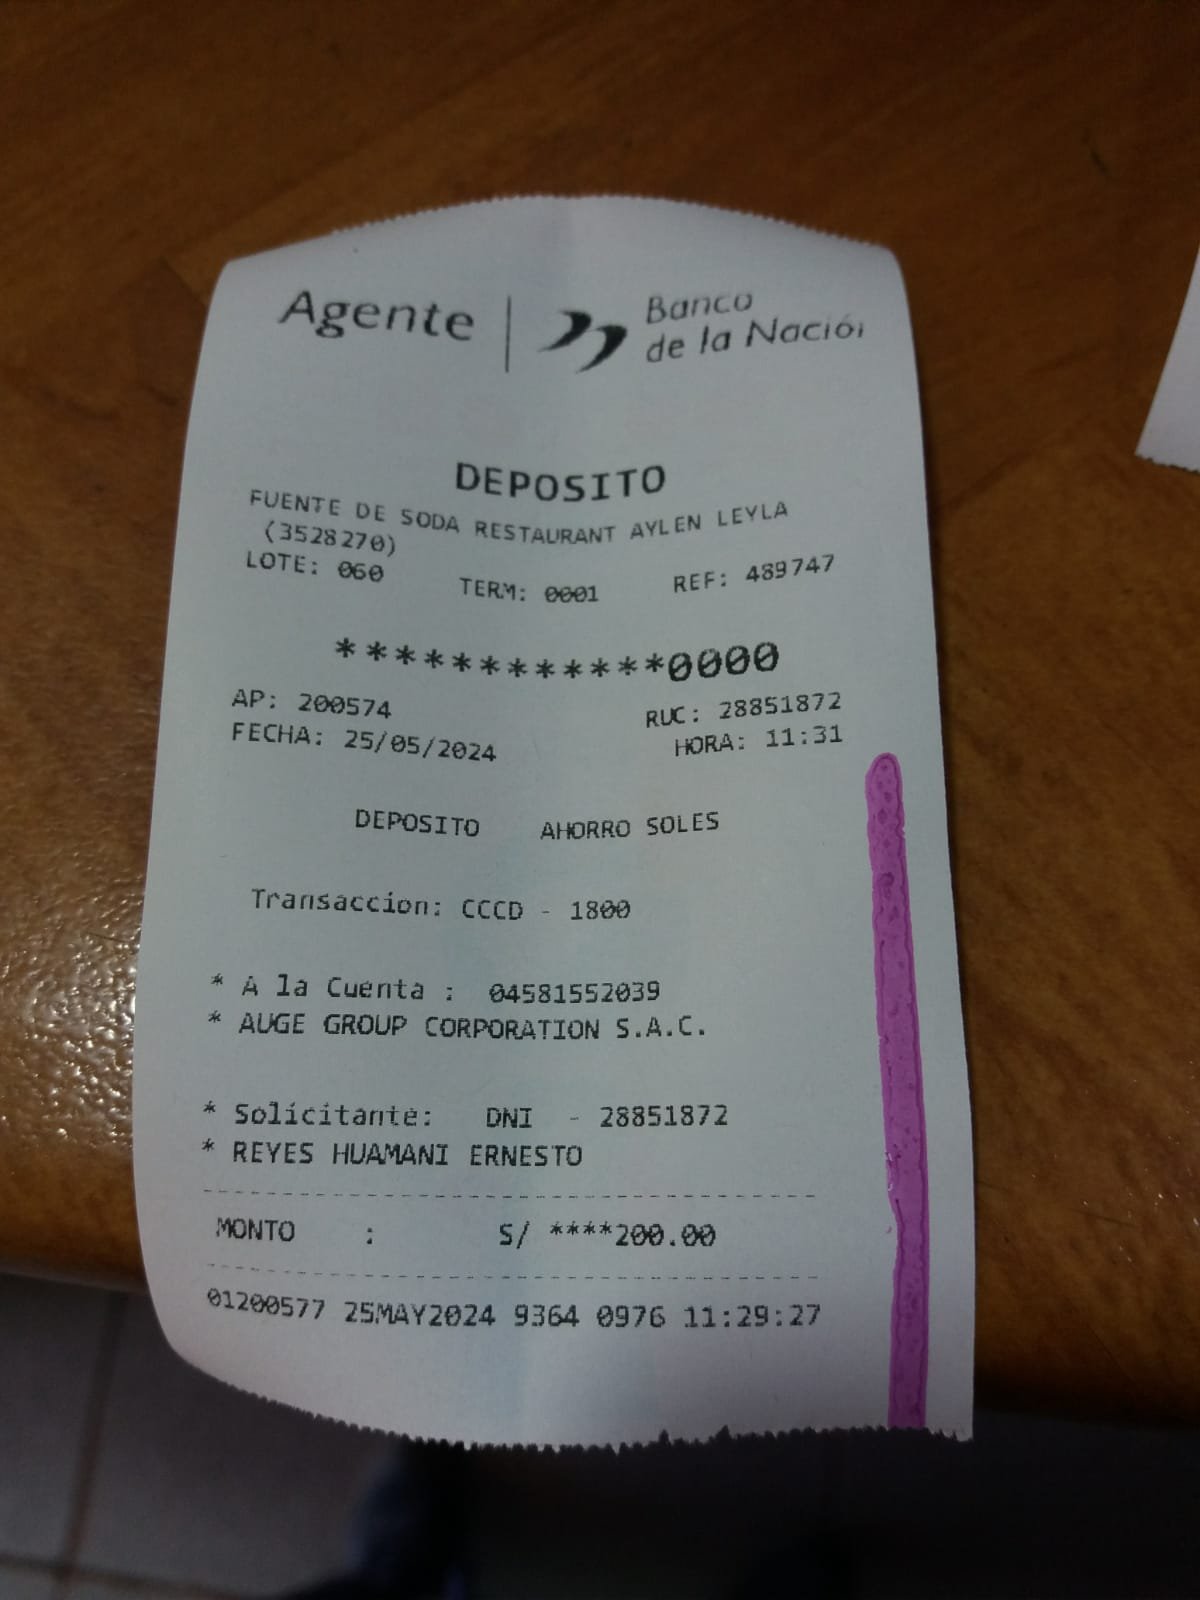 Agente | Banco
de la Nación
DEPOSITO
FUENTE DE SODA RESTAURANT AYLEN LEYLA
(3528270)
LOTE: 060 TERM: 0001 REF: 489747
************0000
AP: 200574 RUC: 28851872
FECHA: 25/05/2024 HORA: 11:31
DEPOSITO AHORRO SOLES
Transaccion: CCCD - 1800
* A la Cuenta : 04581552039
* AUGE GROUP CORPORATION S.A.C.
* Solicitante: DNI - 28851872
* REYES HUAMANI ERNESTO
MONTO : S/ ****200.00
01200577 25MAY2024 9364 0976 11:29:27